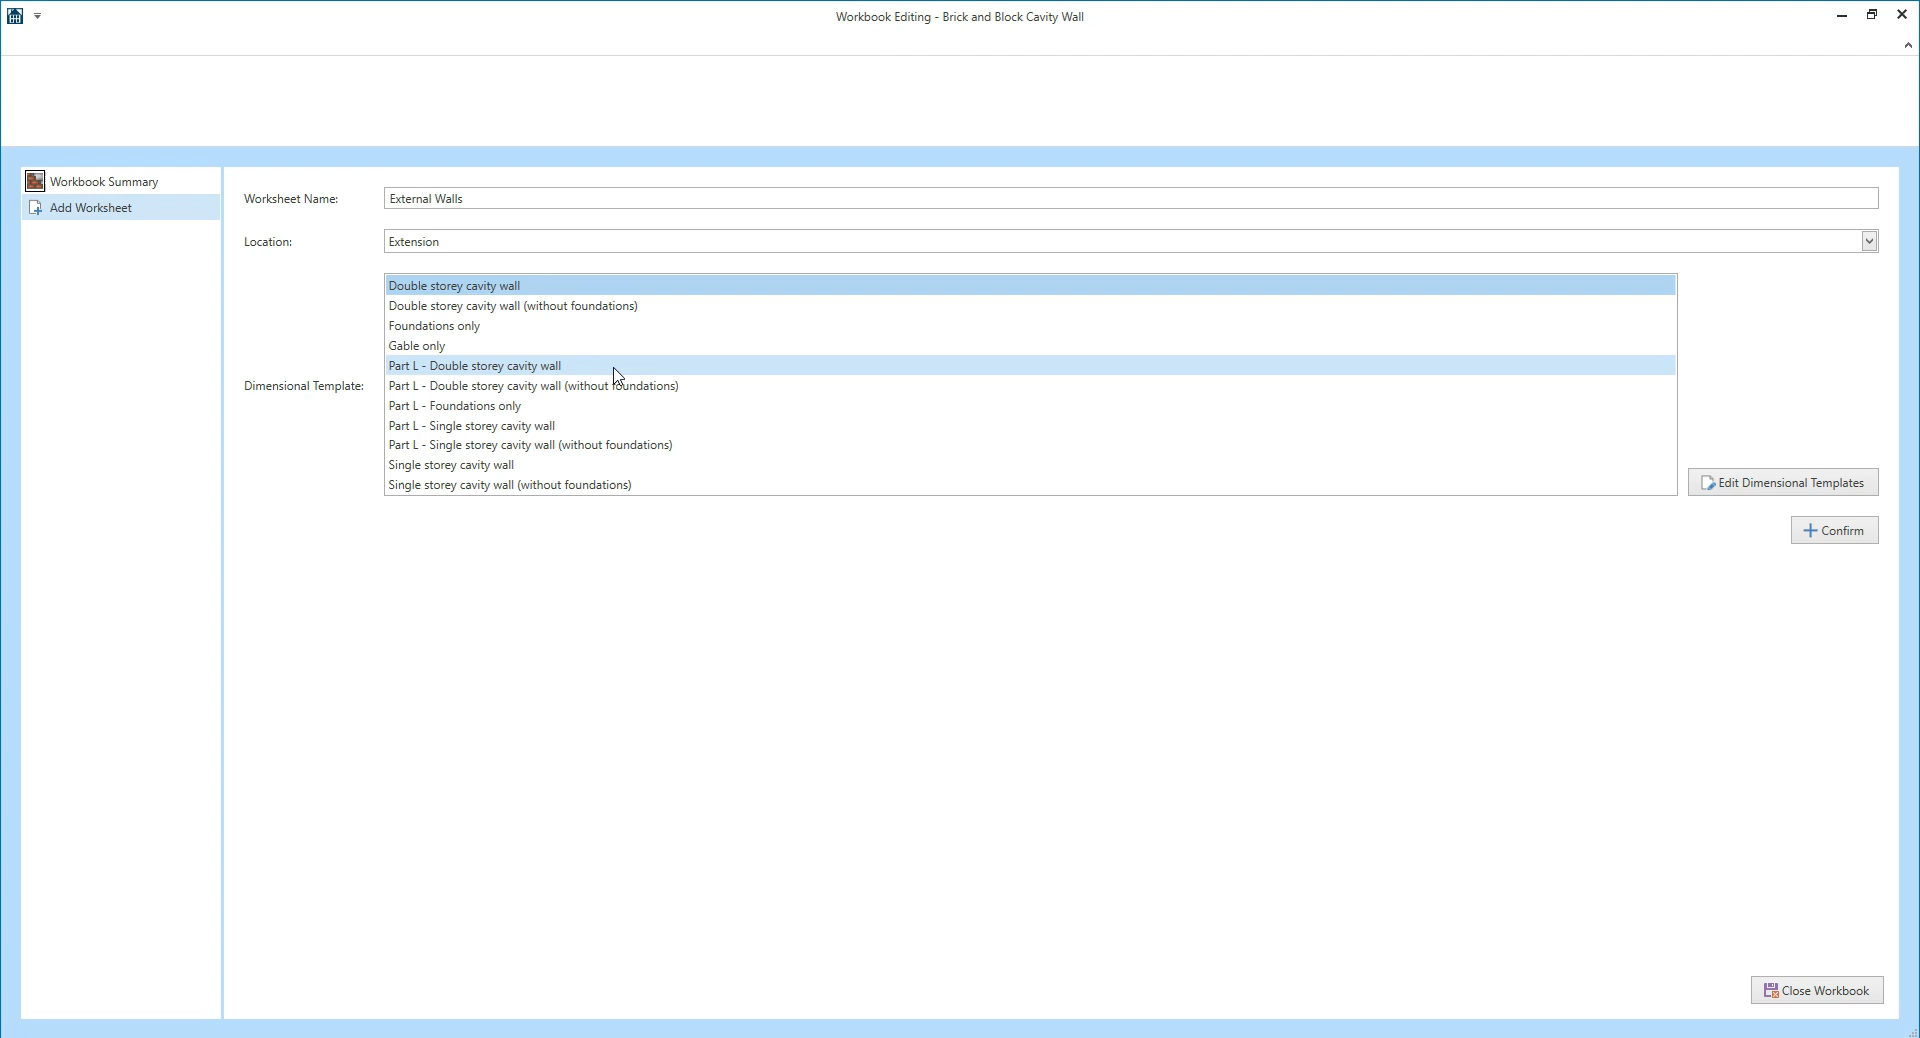 Workbook Editing - Brick and Block Cavity Wall
Workbook Summary
Add Worksheet
Worksheet Name:
External Walls
Location:
Extension
Dimensional Template:
Double storey cavity wall
Double storey cavity wall (without foundations)
Foundations only
Gable only
Part L - Double storey cavity wall
Part L - Double storey cavity wall (without foundations)
Part L - Foundations only
Part L - Single storey cavity wall
Part L - Single storey cavity wall (without foundations)
Single storey cavity wall
Single storey cavity wall (without foundations)
Edit Dimensional Templates
Confirm
Close Workbook